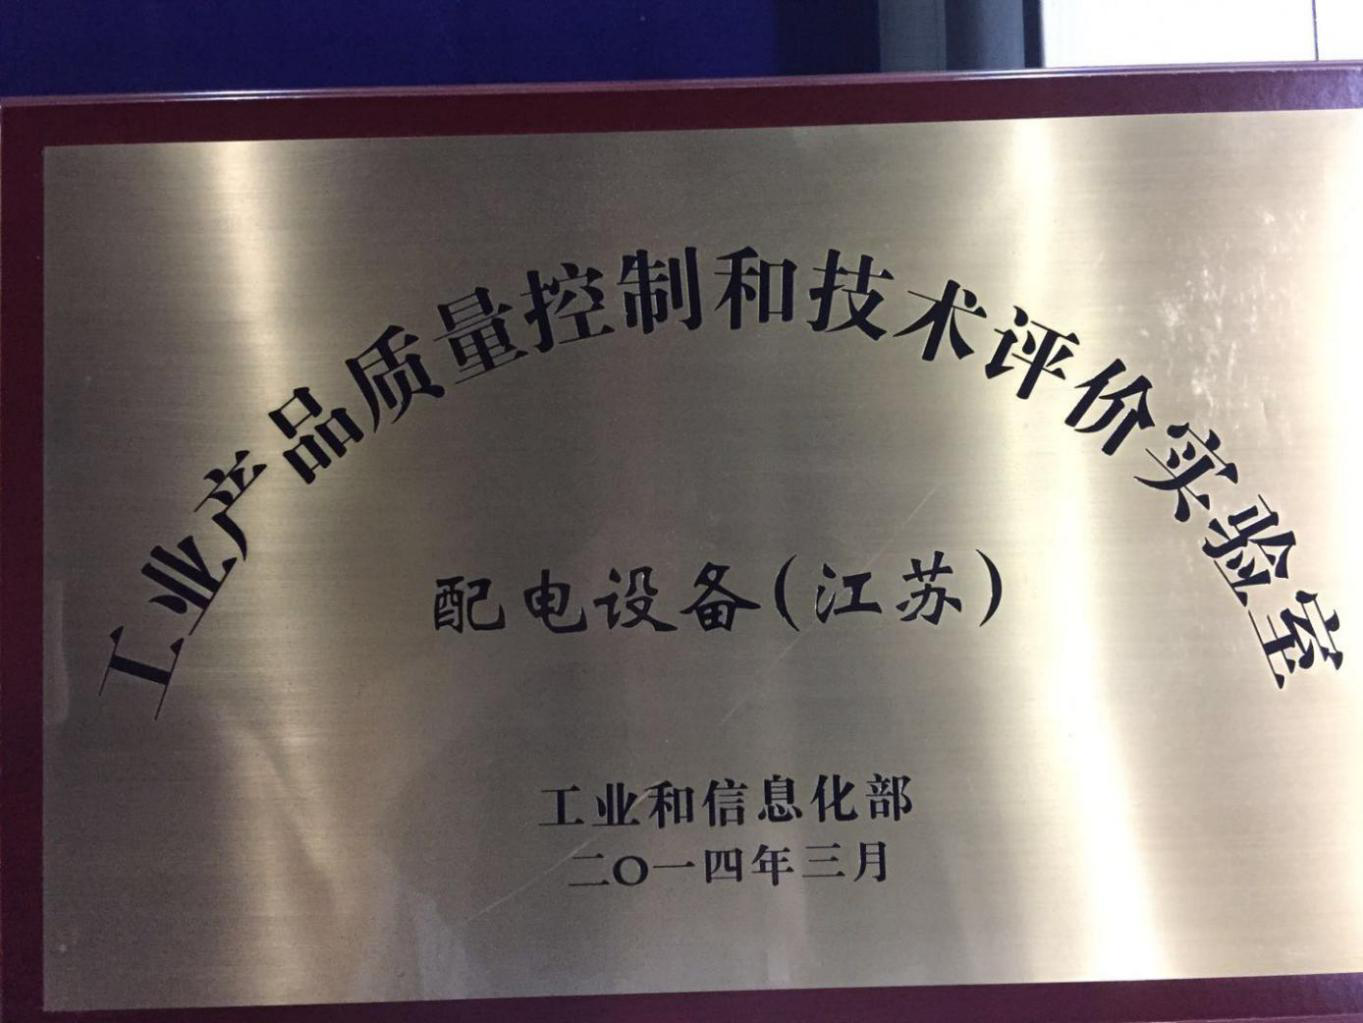 工业产品质量控制和技术评价实验室
配电设备(江苏)
工业和信息化部
二〇一四年三月